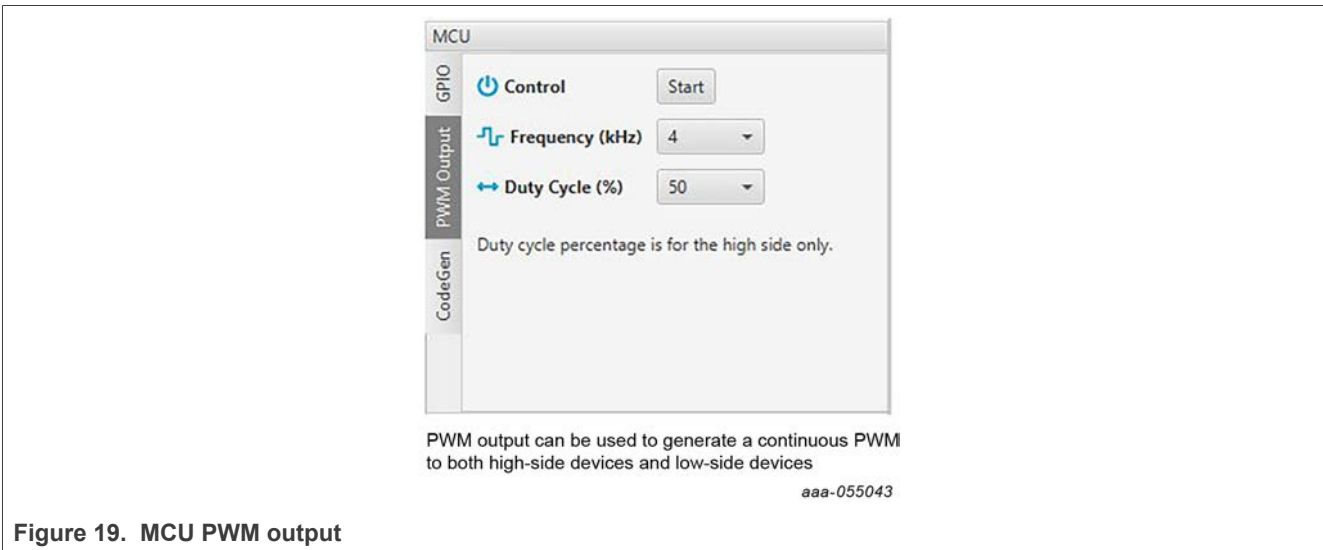 MCU
GPIO
PWM Output
CodeGen
Control
Start
Frequency (kHz)
4
Duty Cycle (%)
50
Duty cycle percentage is for the high side only.
PWM output can be used to generate a continuous PWM
to both high-side devices and low-side devices
aaa-055043
Figure 19. MCU PWM output